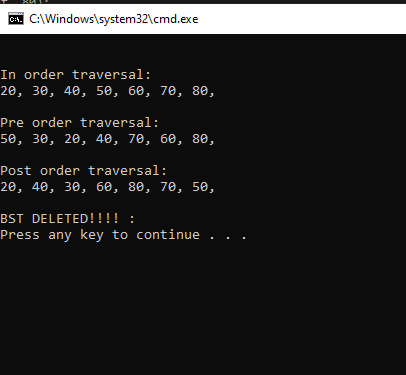 C:\Windows\system32\cmd.exe
In order traversal:
20, 30, 40, 50, 60, 70, 80,
Pre order traversal:
50, 30, 20, 40, 70, 60, 80,
Post order traversal:
20, 40, 30, 60, 80, 70, 50,
BST DELETED!!!! :
Press any key to continue . . .